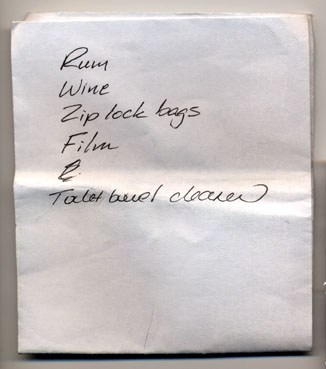 Rum
Wine
Zip lock bags
Film
Toilet bowl cleaner